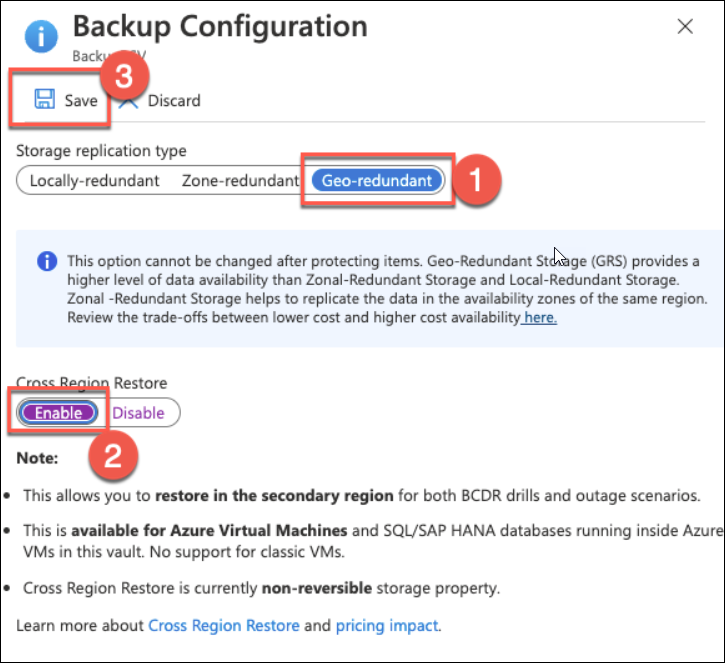 Backup Configuration
3
Save
Discard
Storage replication type
Locally-redundant Zone-redundant Geo-redundant
1
This option cannot be changed after protecting items. Geo-Redundant Storage (GRS) provides a
higher level of data availability than Zonal-Redundant Storage and Local-Redundant Storage.
Zonal -Redundant Storage helps to replicate the data in the availability zones of the same region.
Review the trade-offs between lower cost and higher cost availability here.
Cross Region Restore
Enable Disable
2
Note:
• This allows you to restore in the secondary region for both BCDR drills and outage scenarios.
• This is available for Azure Virtual Machines and SQL/SAP HANA databases running inside Azure
VMs in this vault. No support for classic VMs.
• Cross Region Restore is currently non-reversible storage property.
Learn more about Cross Region Restore and pricing impact.